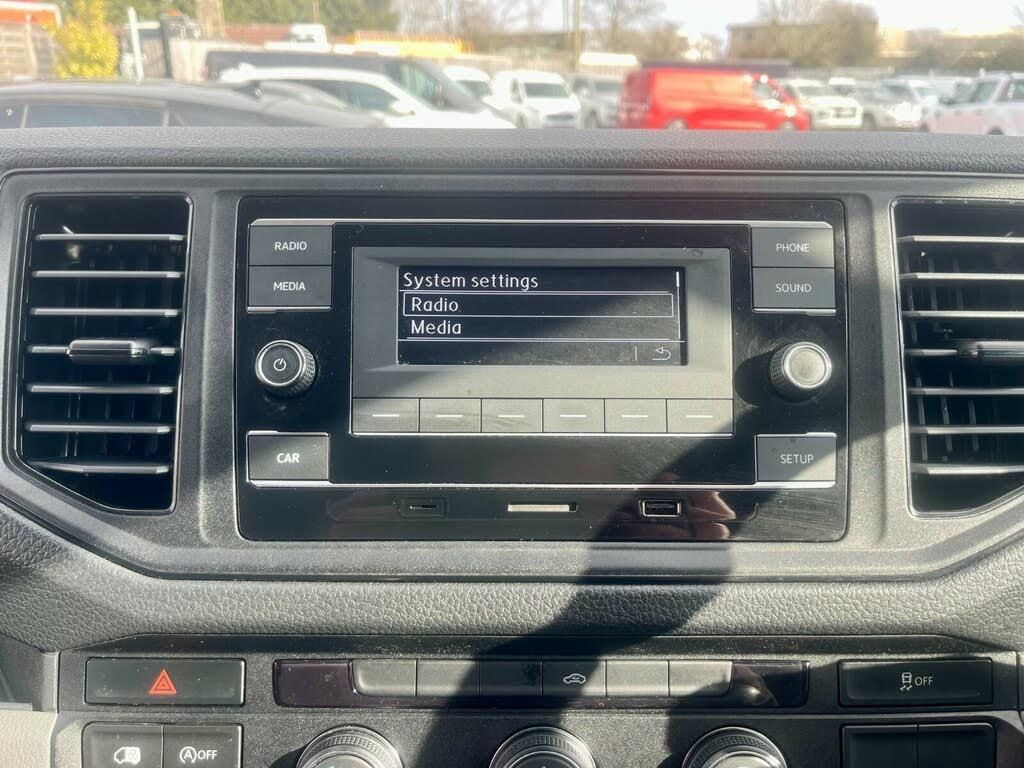 RADIO
MEDIA
System settings
Radio
Media
PHONE
SOUND
CAR
SETUP
OFF
A OFF